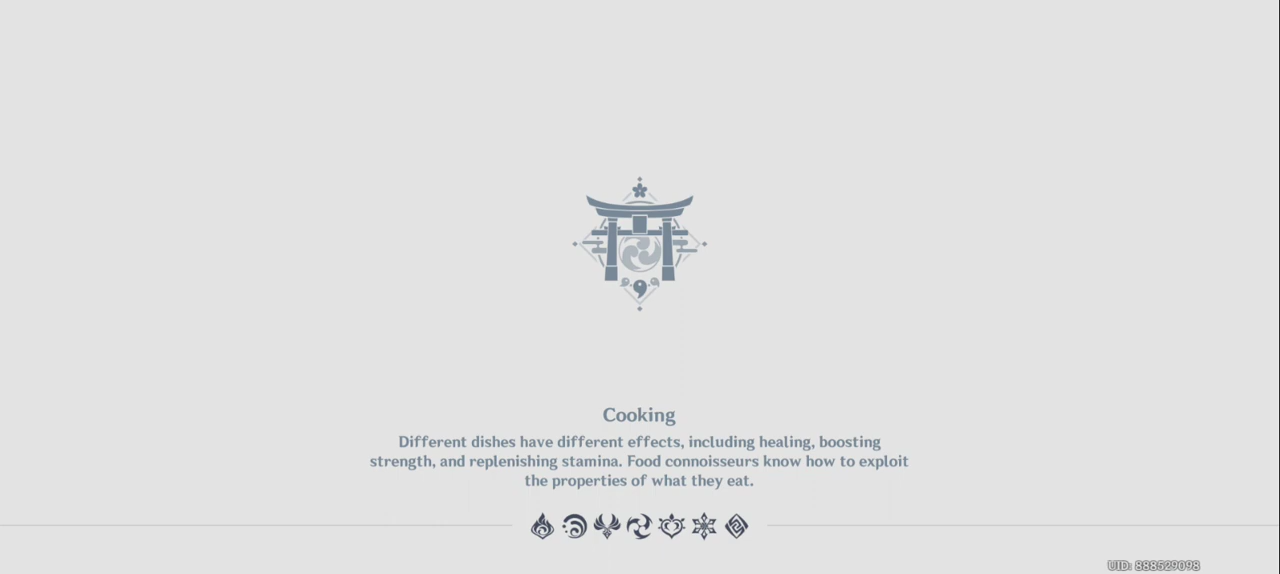 Cooking
Different dishes have different effects, including healing, boosting
strength, and replenishing stamina. Food connoisseurs know how to exploit
the properties of what they eat.
UID: 888529098